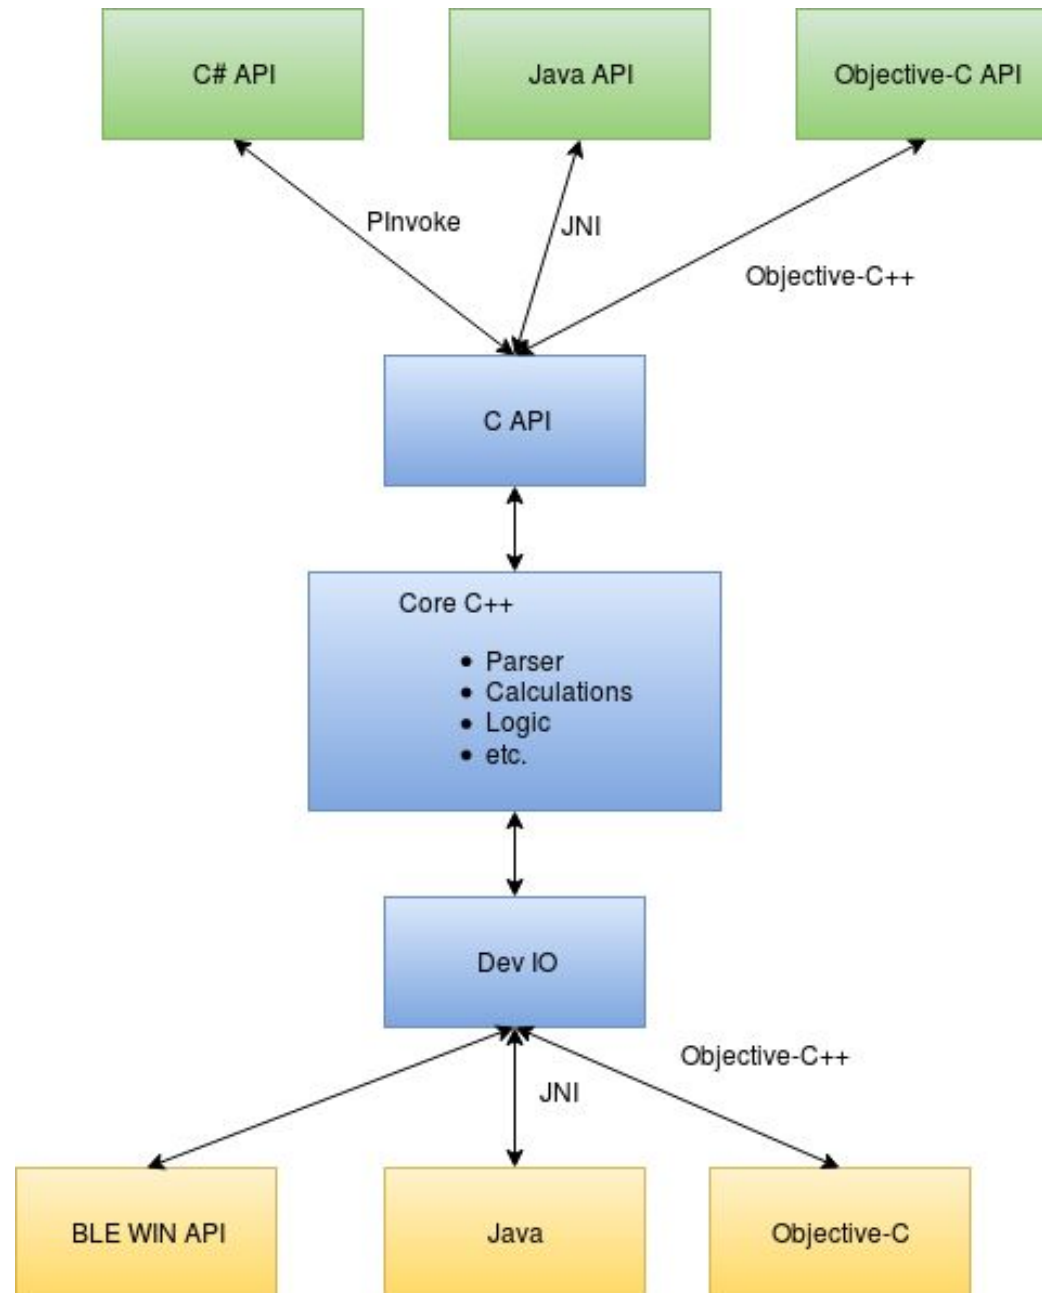 C# API
Java API
Objective-C API
PInvoke
JNI
Objective-C++
C API
Core C++
• Parser
• Calculations
• Logic
• etc.
Dev IO
Objective-C++
JNI
BLE WIN API
Java
Objective-C